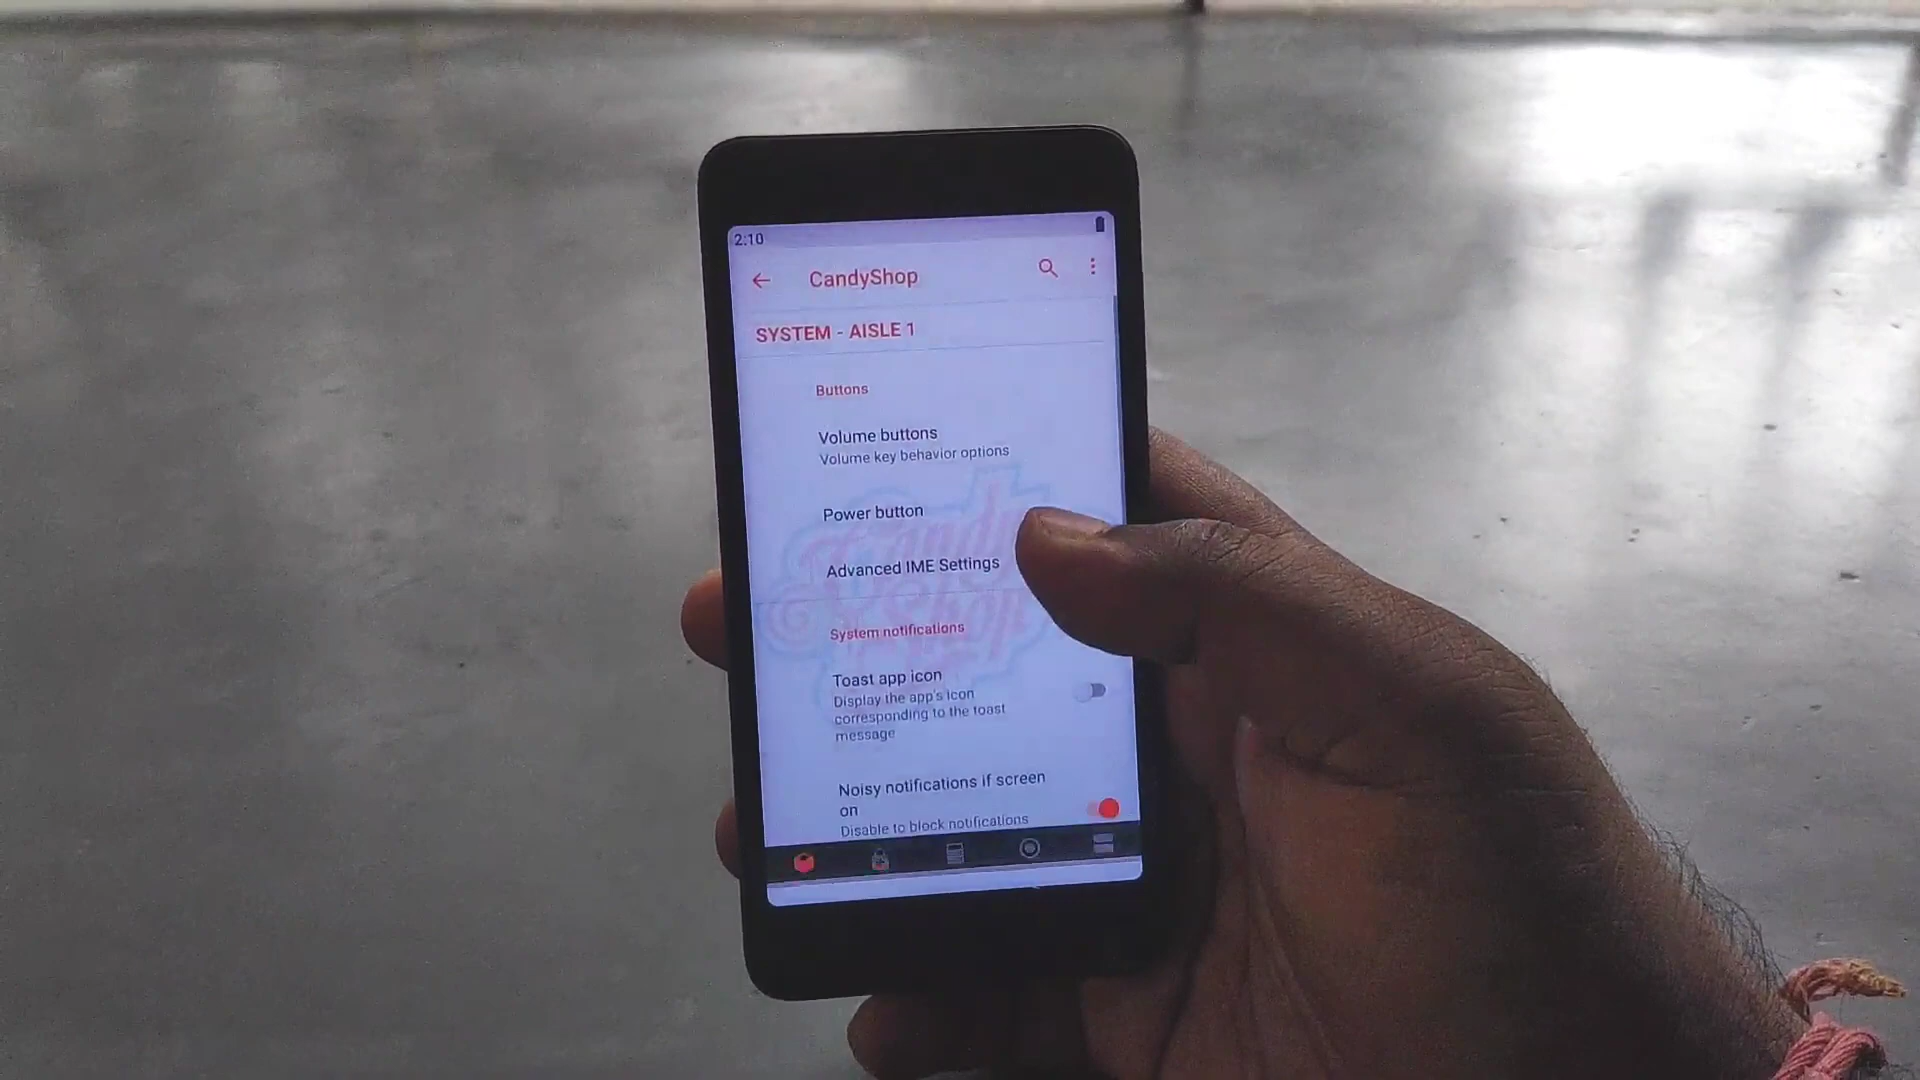 2:10
CandyShop
SYSTEM - AISLE 1
Buttons
Volume buttons
Volume key behavior options
Power button
Candy
Shop
Advanced IME Settings
System notifications
Toast app icon
Display the app's icon
corresponding to the toast
message
Noisy notifications if screen
on
Disable to block notifications